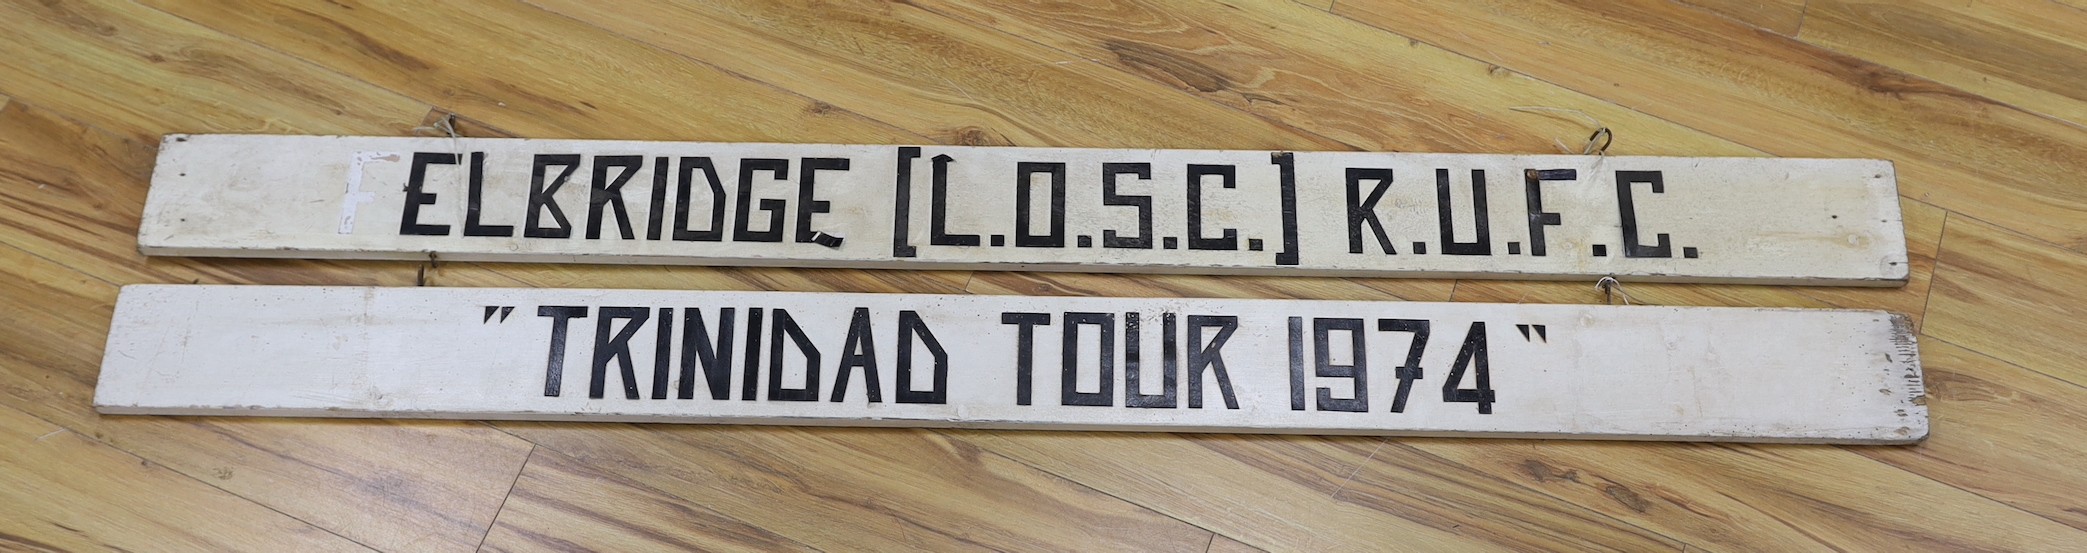 FELBRIDGE [L.O.S.C.] R.U.F.C.
"TRINIDAD TOUR 1974"